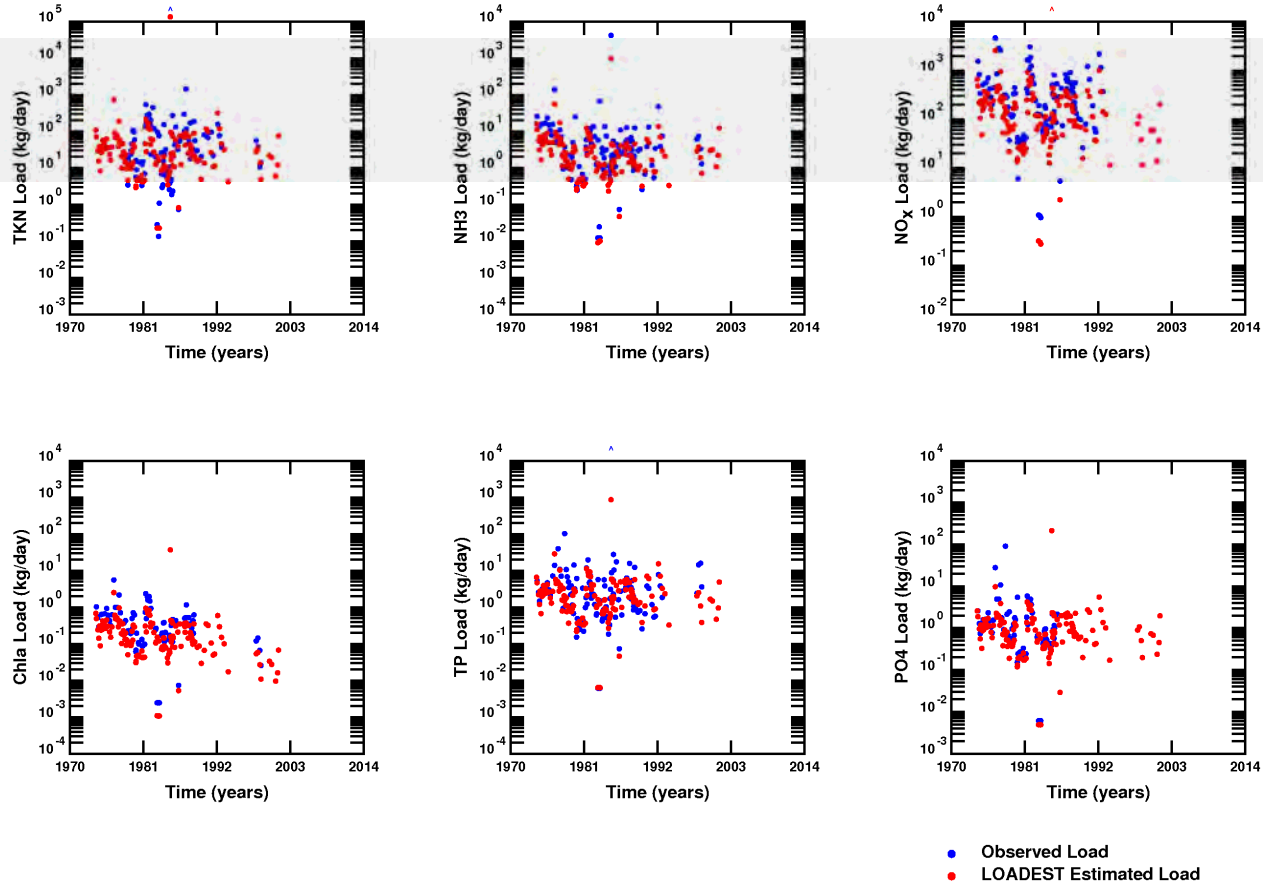 10^5
10^4
10^3
10^2
10^1
10^0
10^-1
10^-2
10^-3
TKN Load (kg/day)
1970 1981 1992 2003 2014
Time (years)
10^4
10^3
10^2
10^1
10^0
10^-1
10^-2
10^-3
10^-4
NH3 Load (kg/day)
1970 1981 1992 2003 2014
Time (years)
10^4
10^3
10^2
10^1
10^0
10^-1
10^-2
NOX Load (kg/day)
1970 1981 1992 2003 2014
Time (years)
10^4
10^3
10^2
10^1
10^0
10^-1
10^-2
10^-3
10^-4
Chla Load (kg/day)
1970 1981 1992 2003 2014
Time (years)
10^4
10^3
10^2
10^1
10^0
10^-1
10^-2
10^-3
10^-4
TP Load (kg/day)
1970 1981 1992 2003 2014
Time (years)
10^4
10^3
10^2
10^1
10^0
10^-1
10^-2
10^-3
PO4 Load (kg/day)
1970 1981 1992 2003 2014
Time (years)
Observed Load
LOADEST Estimated Load